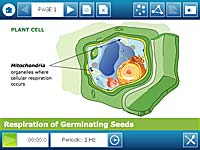 PAGE 1
PLANT CELL
Mitochondria
organelles where
cellular respiration
occurs
Respiration of Germinating Seeds
00:00.0
Periodic: 1 Hz